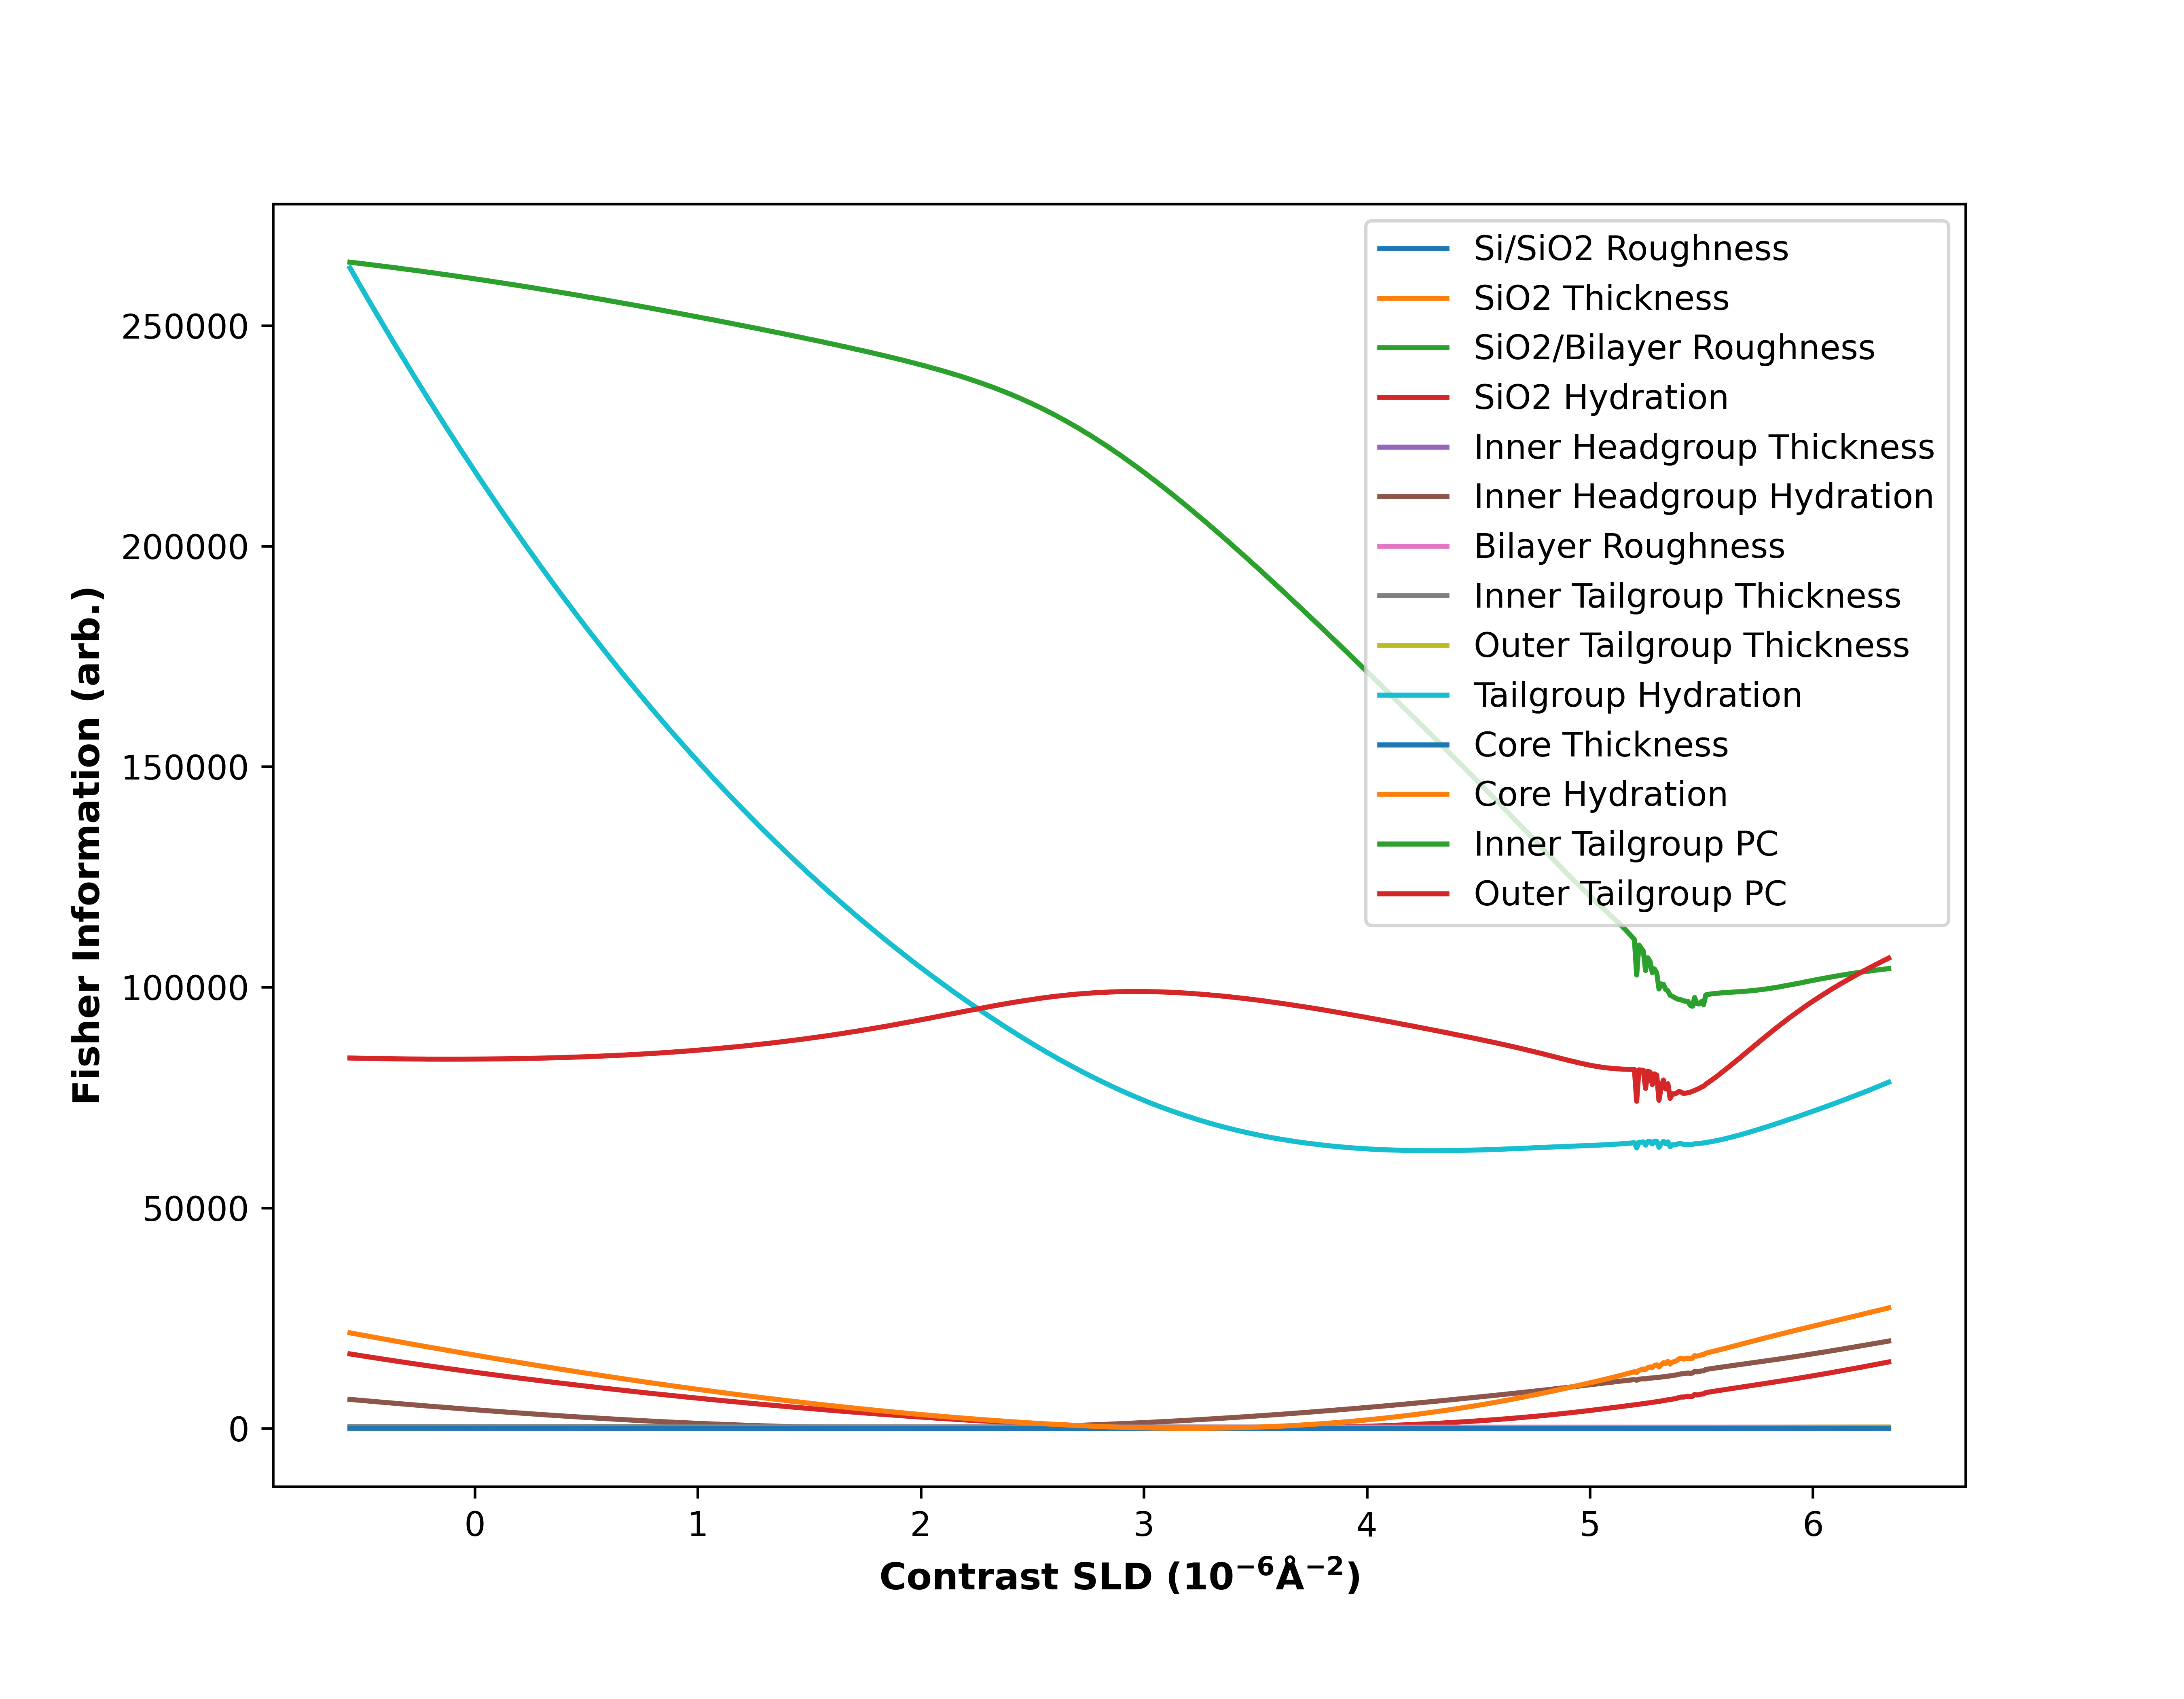 Si/SiO2 Roughness
SiO2 Thickness
SiO2/Bilayer Roughness
SiO2 Hydration
Inner Headgroup Thickness
Inner Headgroup Hydration
Bilayer Roughness
Inner Tailgroup Thickness
Outer Tailgroup Thickness
Tailgroup Hydration
Core Thickness
Core Hydration
Inner Tailgroup PC
Outer Tailgroup PC
Fisher Information (arb.)
250000
200000
150000
100000
50000
0
0 1 2 3 4 5 6
Contrast SLD (10⁻⁶Å⁻²)